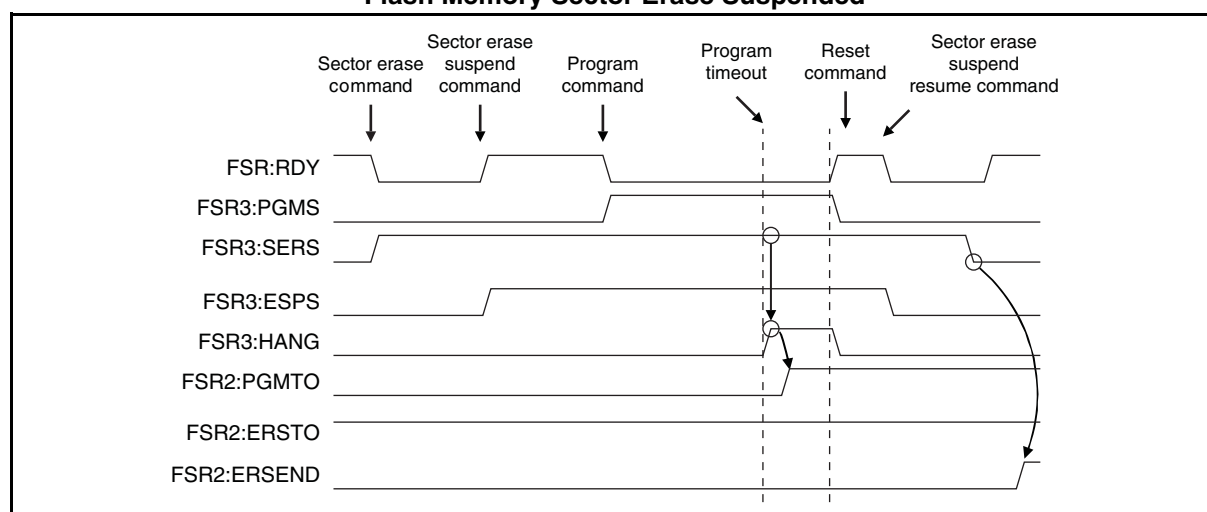 Flash Memory Sector Erase Suspended
Sector erase
command
Sector erase
suspend
command
Program
command
Program
timeout
Reset
command
Sector erase
suspend
resume command
FSR:RDY
FSR3:PGMS
FSR3:SERS
FSR3:ESPS
FSR3:HANG
FSR2:PGMTO
FSR2:ERSTO
FSR2:ERSEND